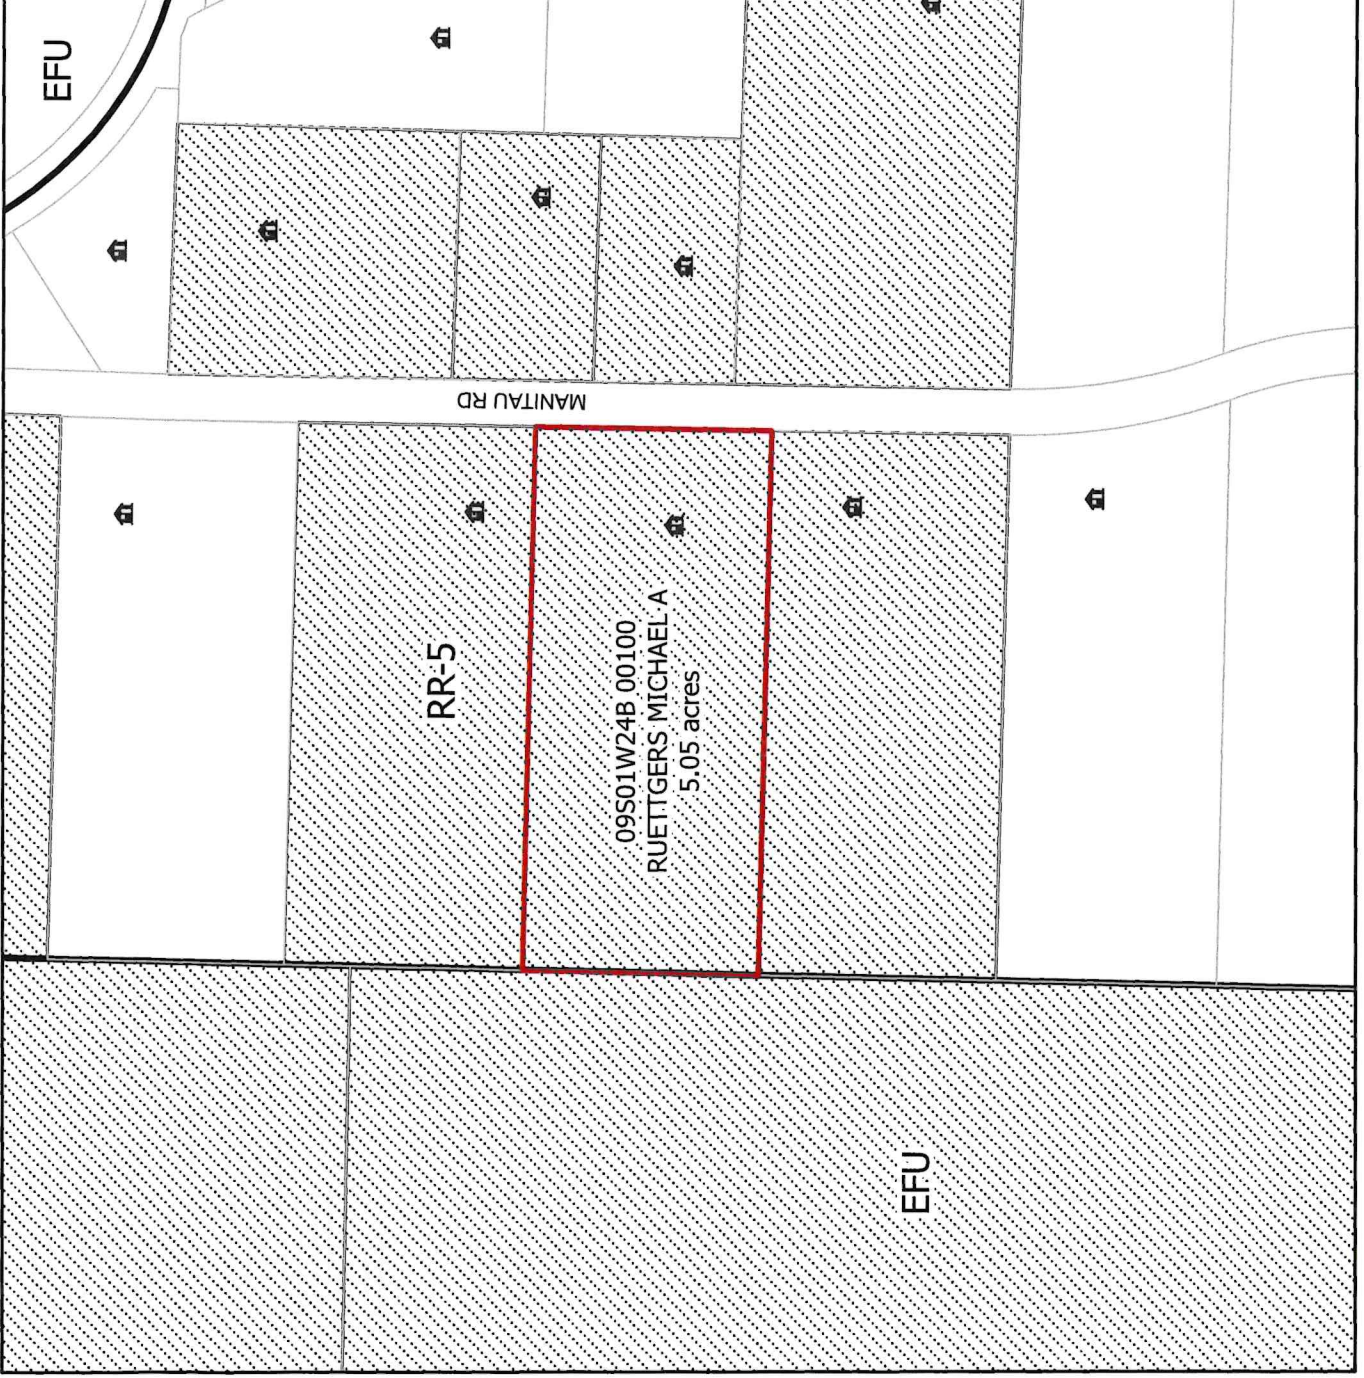 EFU
MANITAU RD
RR-5
09S01W24B 00100
RUETTGERS MICHAEL A
5.05 acres
EFU